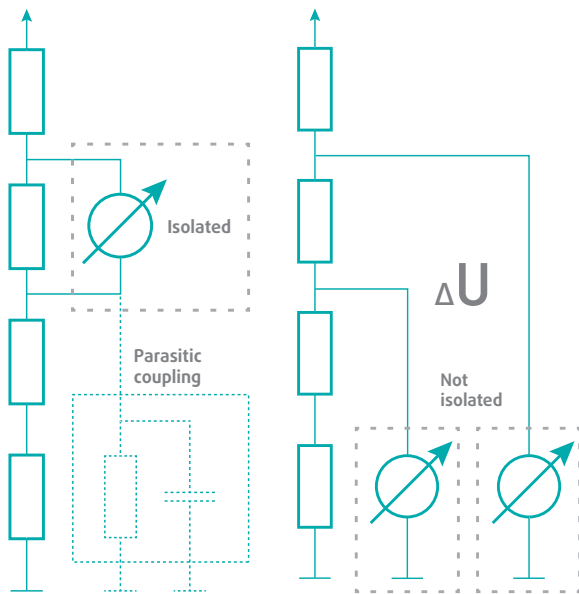 Isolated
Parasitic
coupling
ΔU
Not
isolated